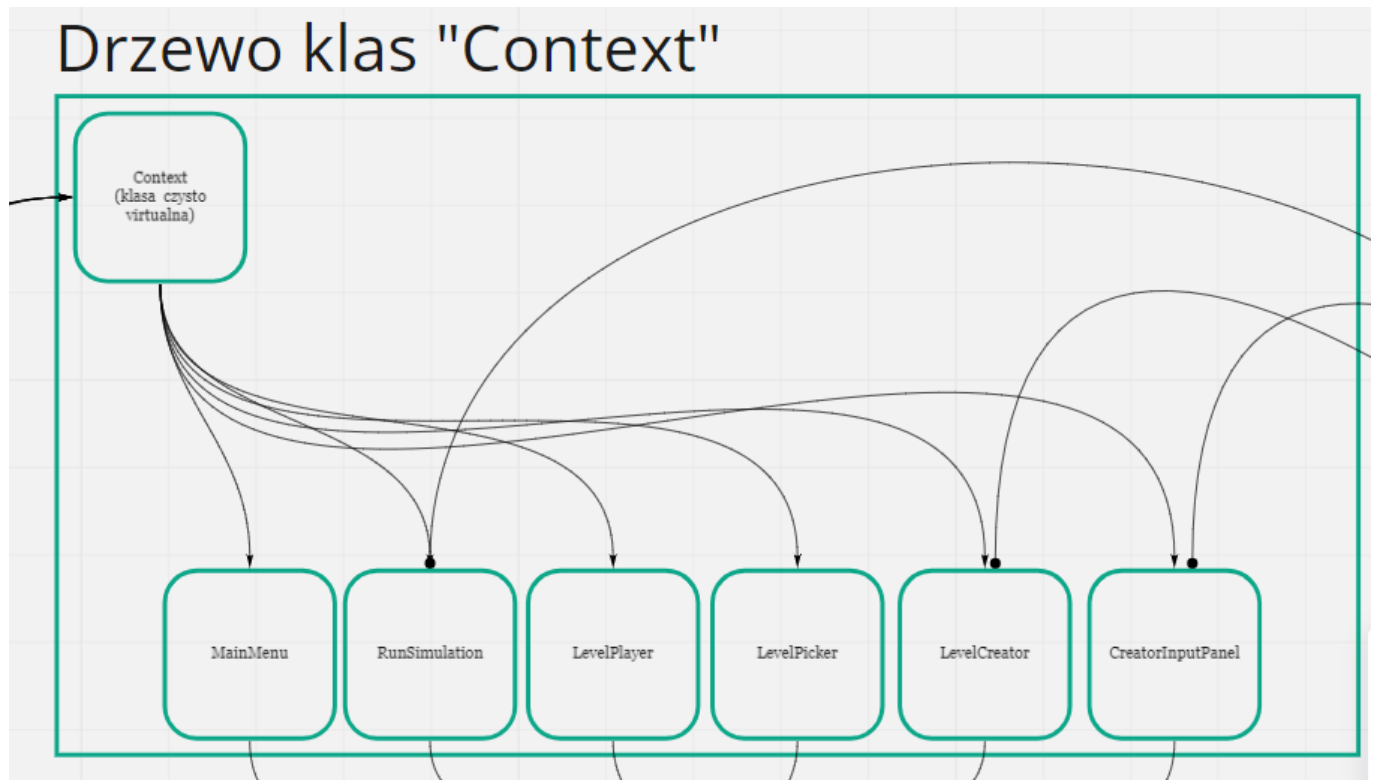 Drzewo klas "Context"
Context
(klasa czysto
virtualna)
MainMenu
RunSimulation
LevelPlayer
LevelPicker
LevelCreator
CreatorInputPanel